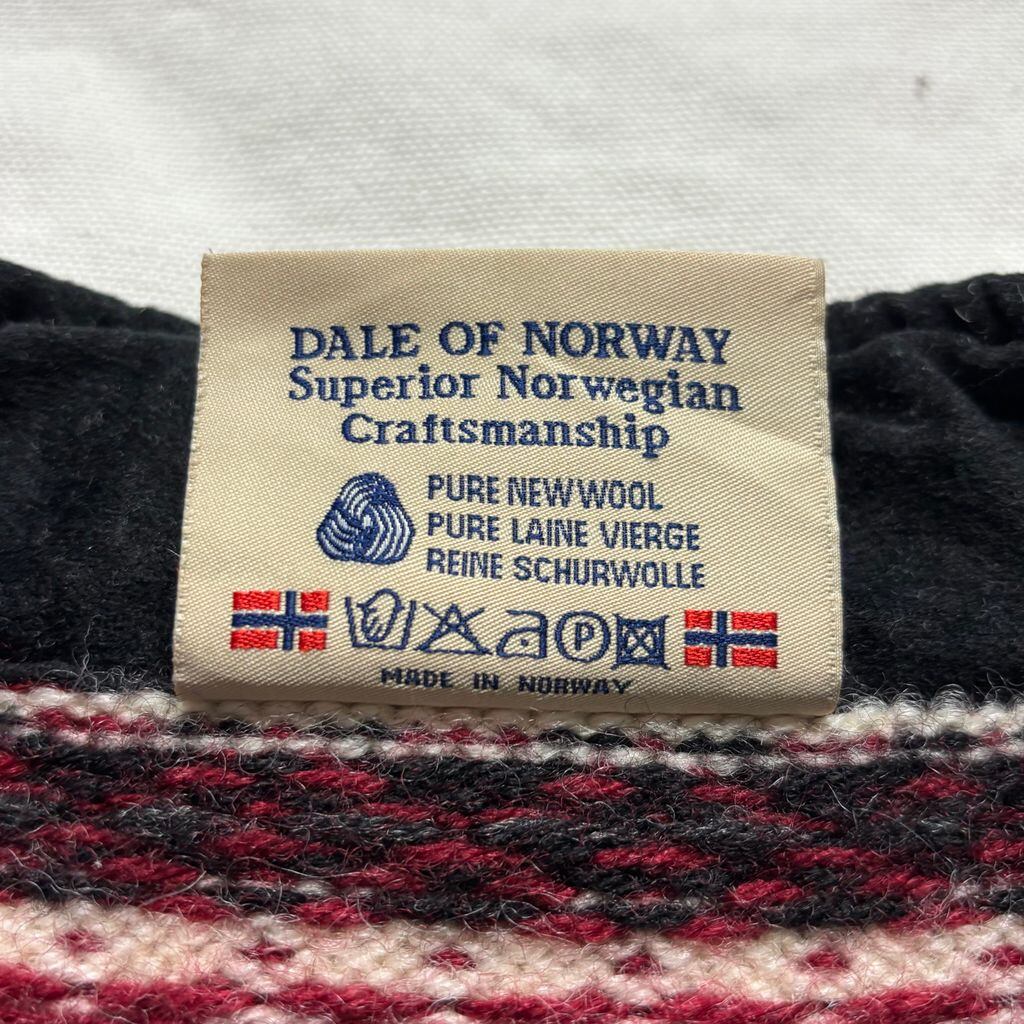 DALE OF NORWAY
Superior Norwegian
Craftsmanship
PURE NEW WOOL
PURE LAINE VIERGE
REINE SCHURWOLLE
P
MADE IN NORWAY